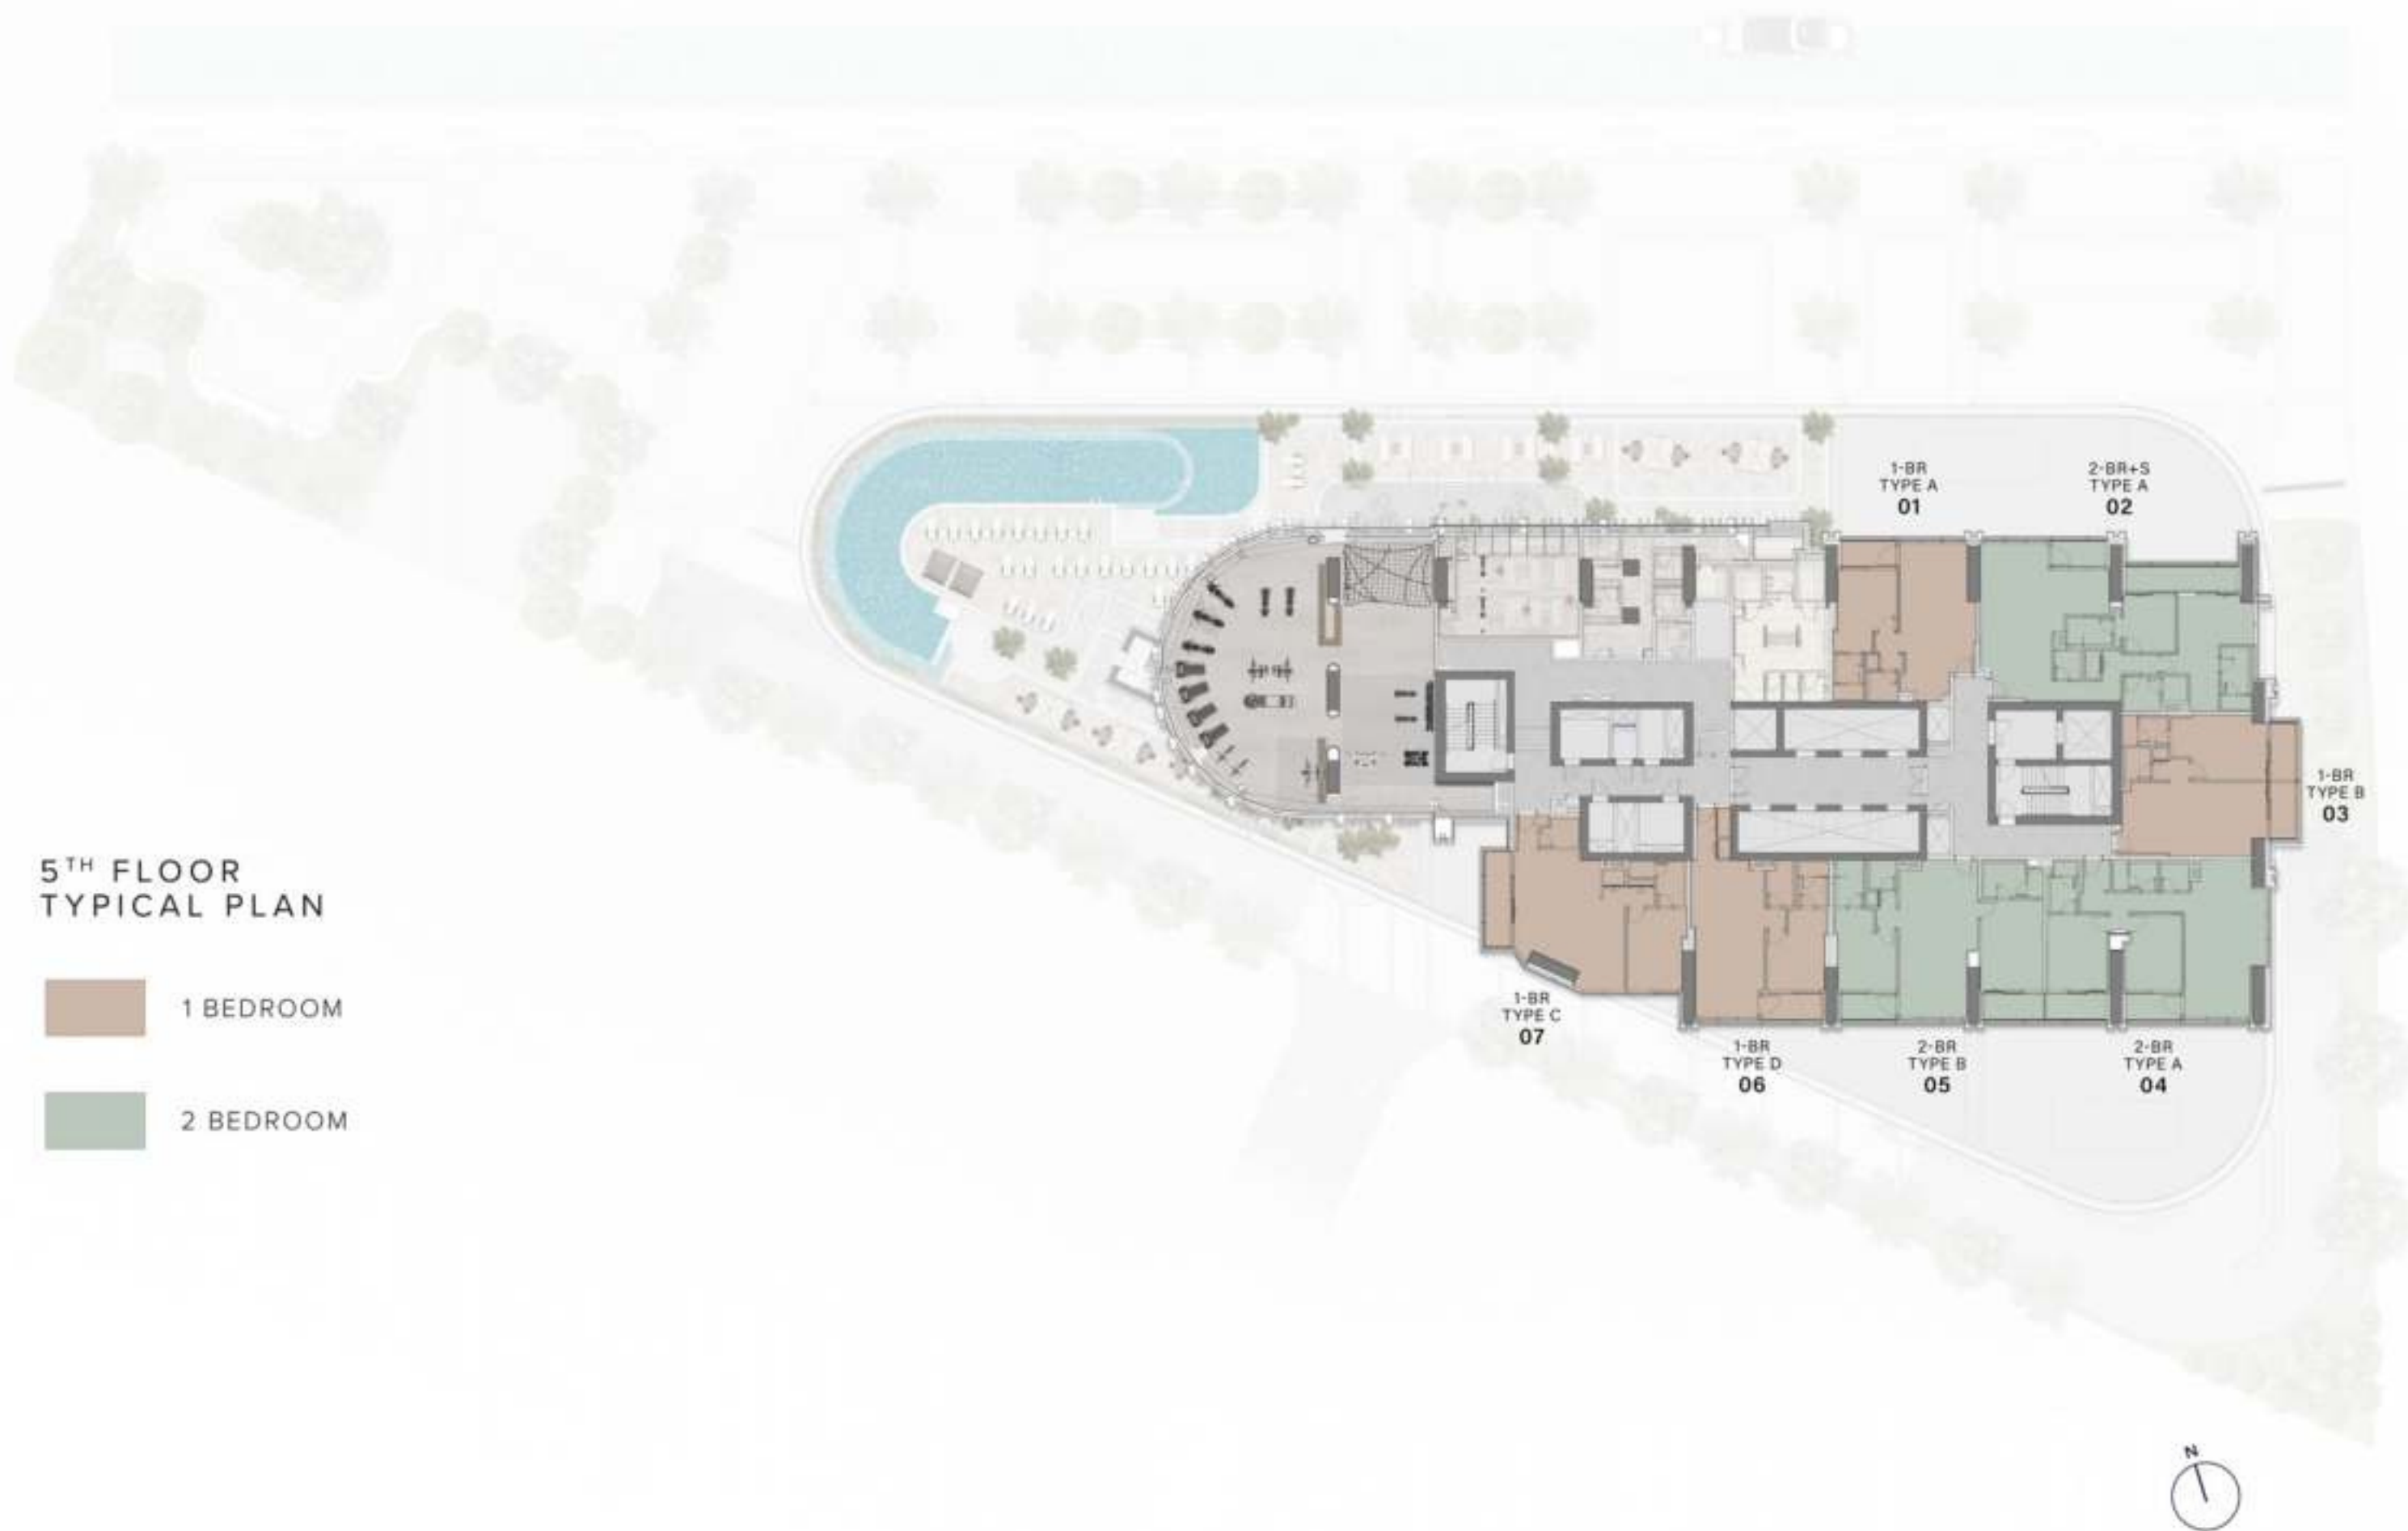 1-BR
TYPE A
01
2-BR+S
TYPE A
02
1-BR
TYPE B
03
5TH FLOOR
TYPICAL PLAN
1 BEDROOM
2 BEDROOM
1-BR
TYPE C
07
1-BR
TYPE D
06
2-BR
TYPE B
05
2-BR
TYPE A
04
N